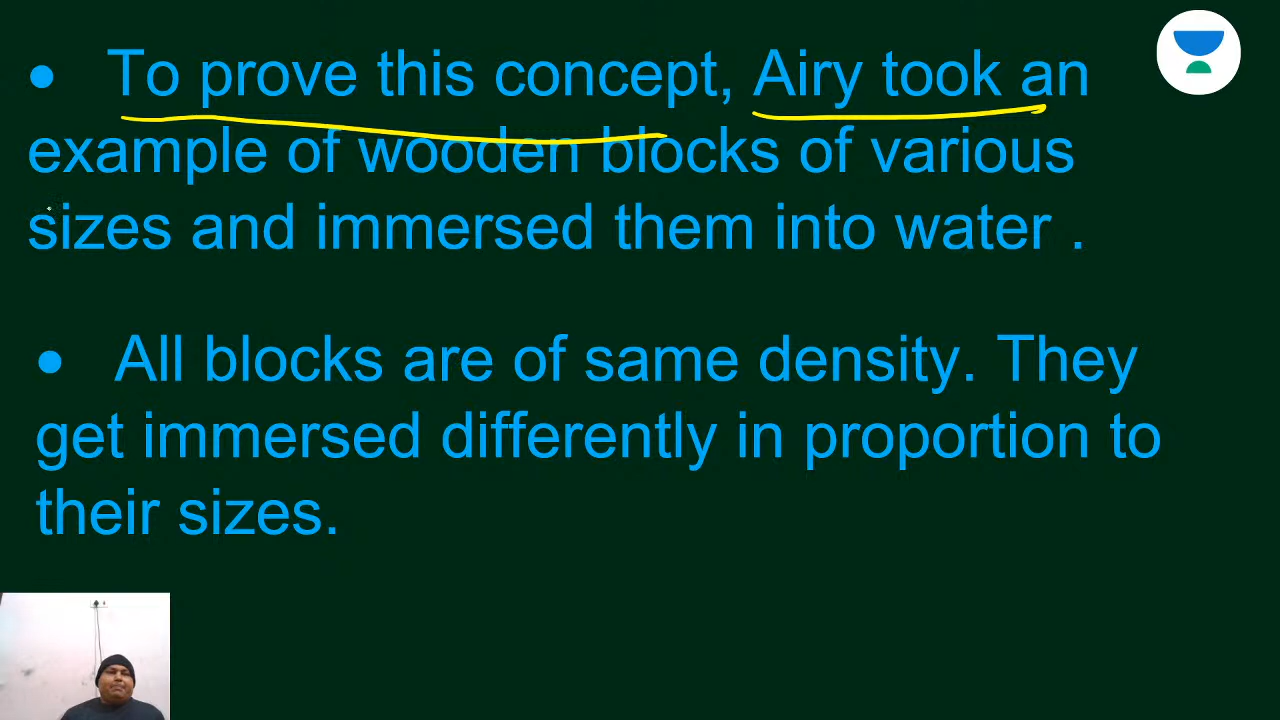 • To prove this concept, Airy took an
example of wooden blocks of various
sizes and immersed them into water .
• All blocks are of same density. They
get immersed differently in proportion to
their sizes.